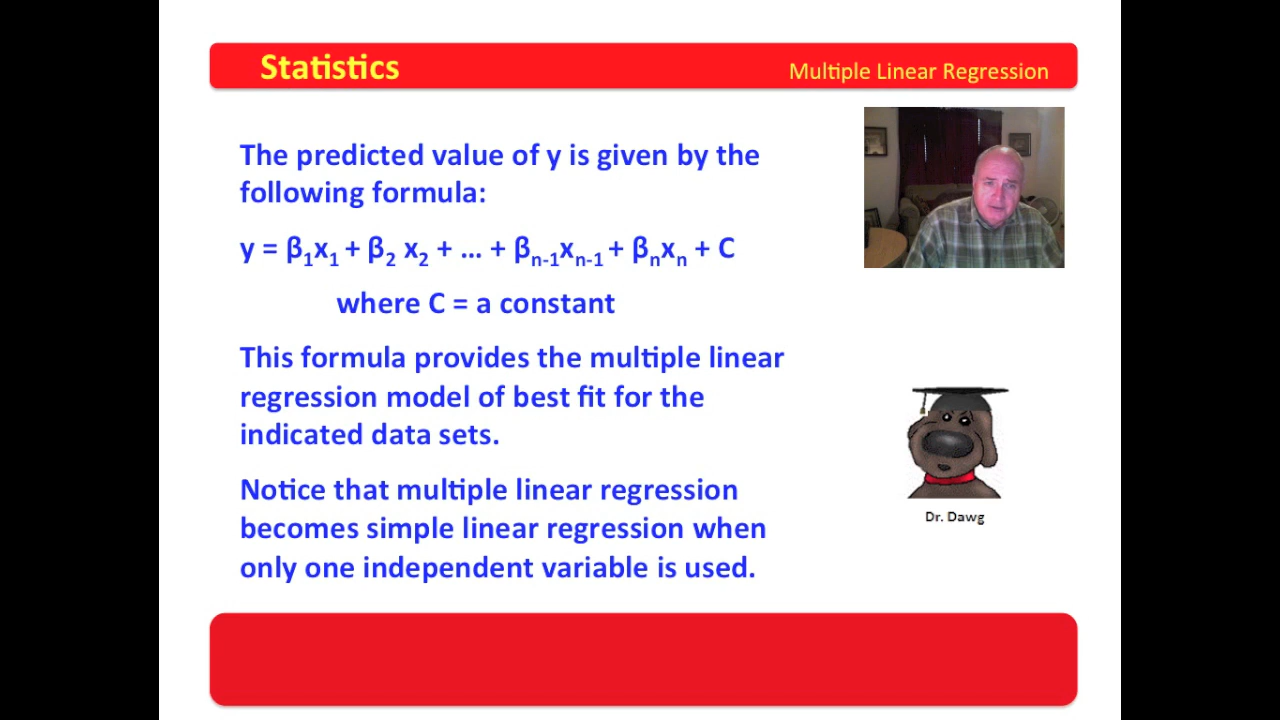 Statistics
Multiple Linear Regression
The predicted value of y is given by the
following formula:
y = β₁x₁ + β₂ x₂ + ... + βₙ₋₁xₙ₋₁ + βₙxₙ + C
where C = a constant
This formula provides the multiple linear
regression model of best fit for the
indicated data sets.
Notice that multiple linear regression
becomes simple linear regression when
only one independent variable is used.
Dr. Dawg